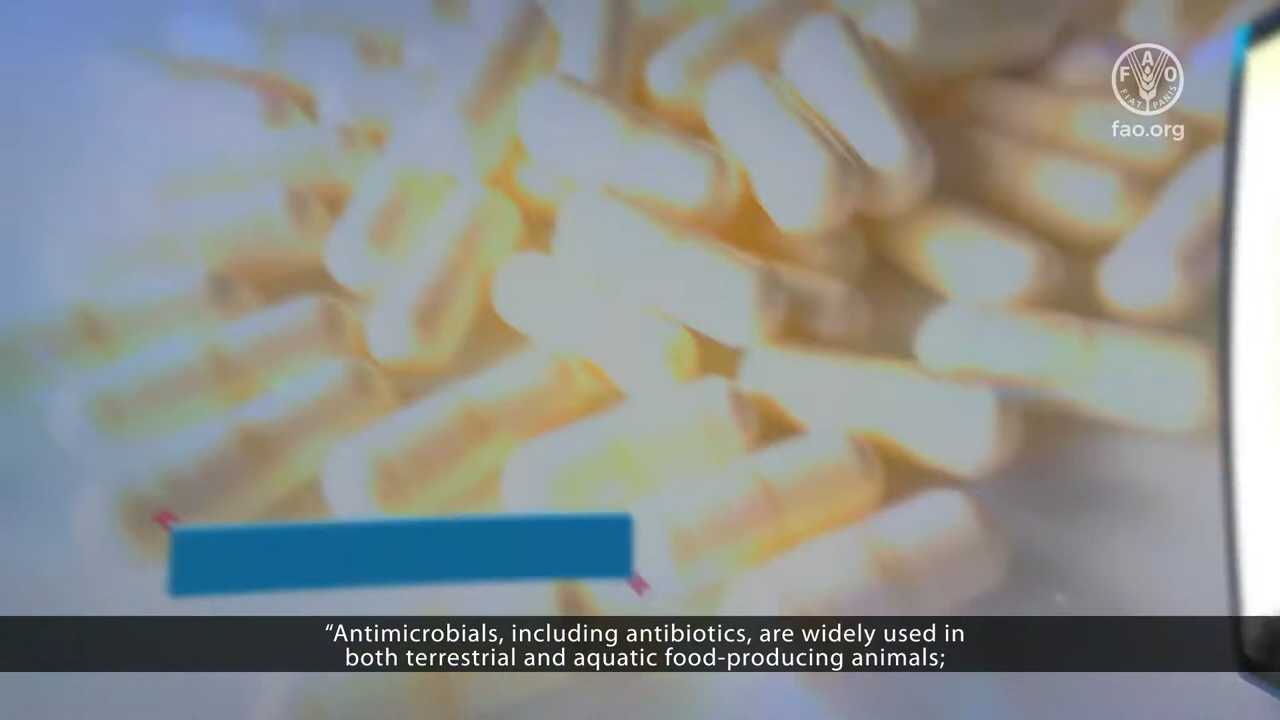 FAO
FIAT PANIS
fao.org
“Antimicrobials, including antibiotics, are widely used in
both terrestrial and aquatic food-producing animals;